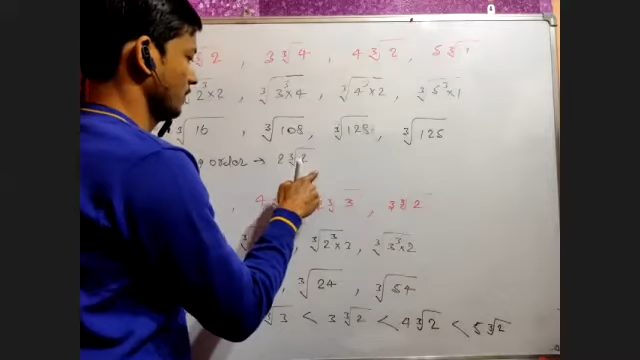 ∛2 , 3∛4 , 4∛2 , 5∛1
∛2³×2 , ∛3³×4 , ∛4³×2 , ∛5³×1
∛16 , ∛108 , ∛128 , ∛125
order → 2∛2
, 4 ∛3 , 3∛2
, ∛2³×3 , ∛3³×2
, ∛24 , ∛54
∛3 < 3∛2 < 4∛2 < 5∛2